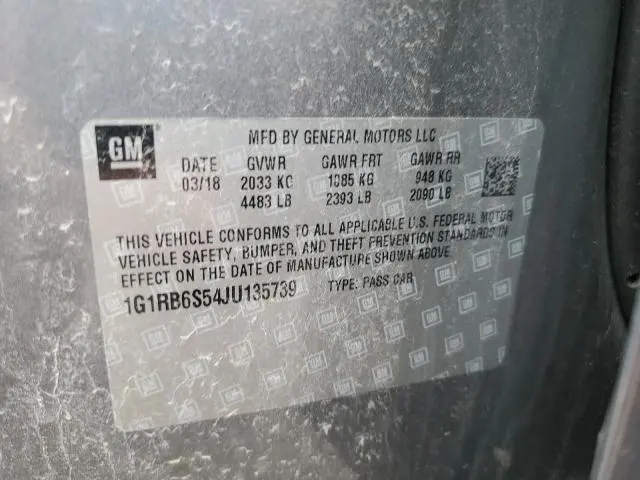 GM
MFD BY GENERAL MOTORS LLC
DATE GVWR GAWR FRT GAWR RR
03/18 2033 KG 1085 KG 948 KG
4483 LB 2393 LB 2090 LB
THIS VEHICLE CONFORMS TO ALL APPLICABLE U.S. FEDERAL MOTOR
VEHICLE SAFETY, BUMPER, AND THEFT PREVENTION STANDARDS IN
EFFECT ON THE DATE OF MANUFACTURE SHOWN ABOVE.
1G1RB6S54JU135739 TYPE: PASS CAR